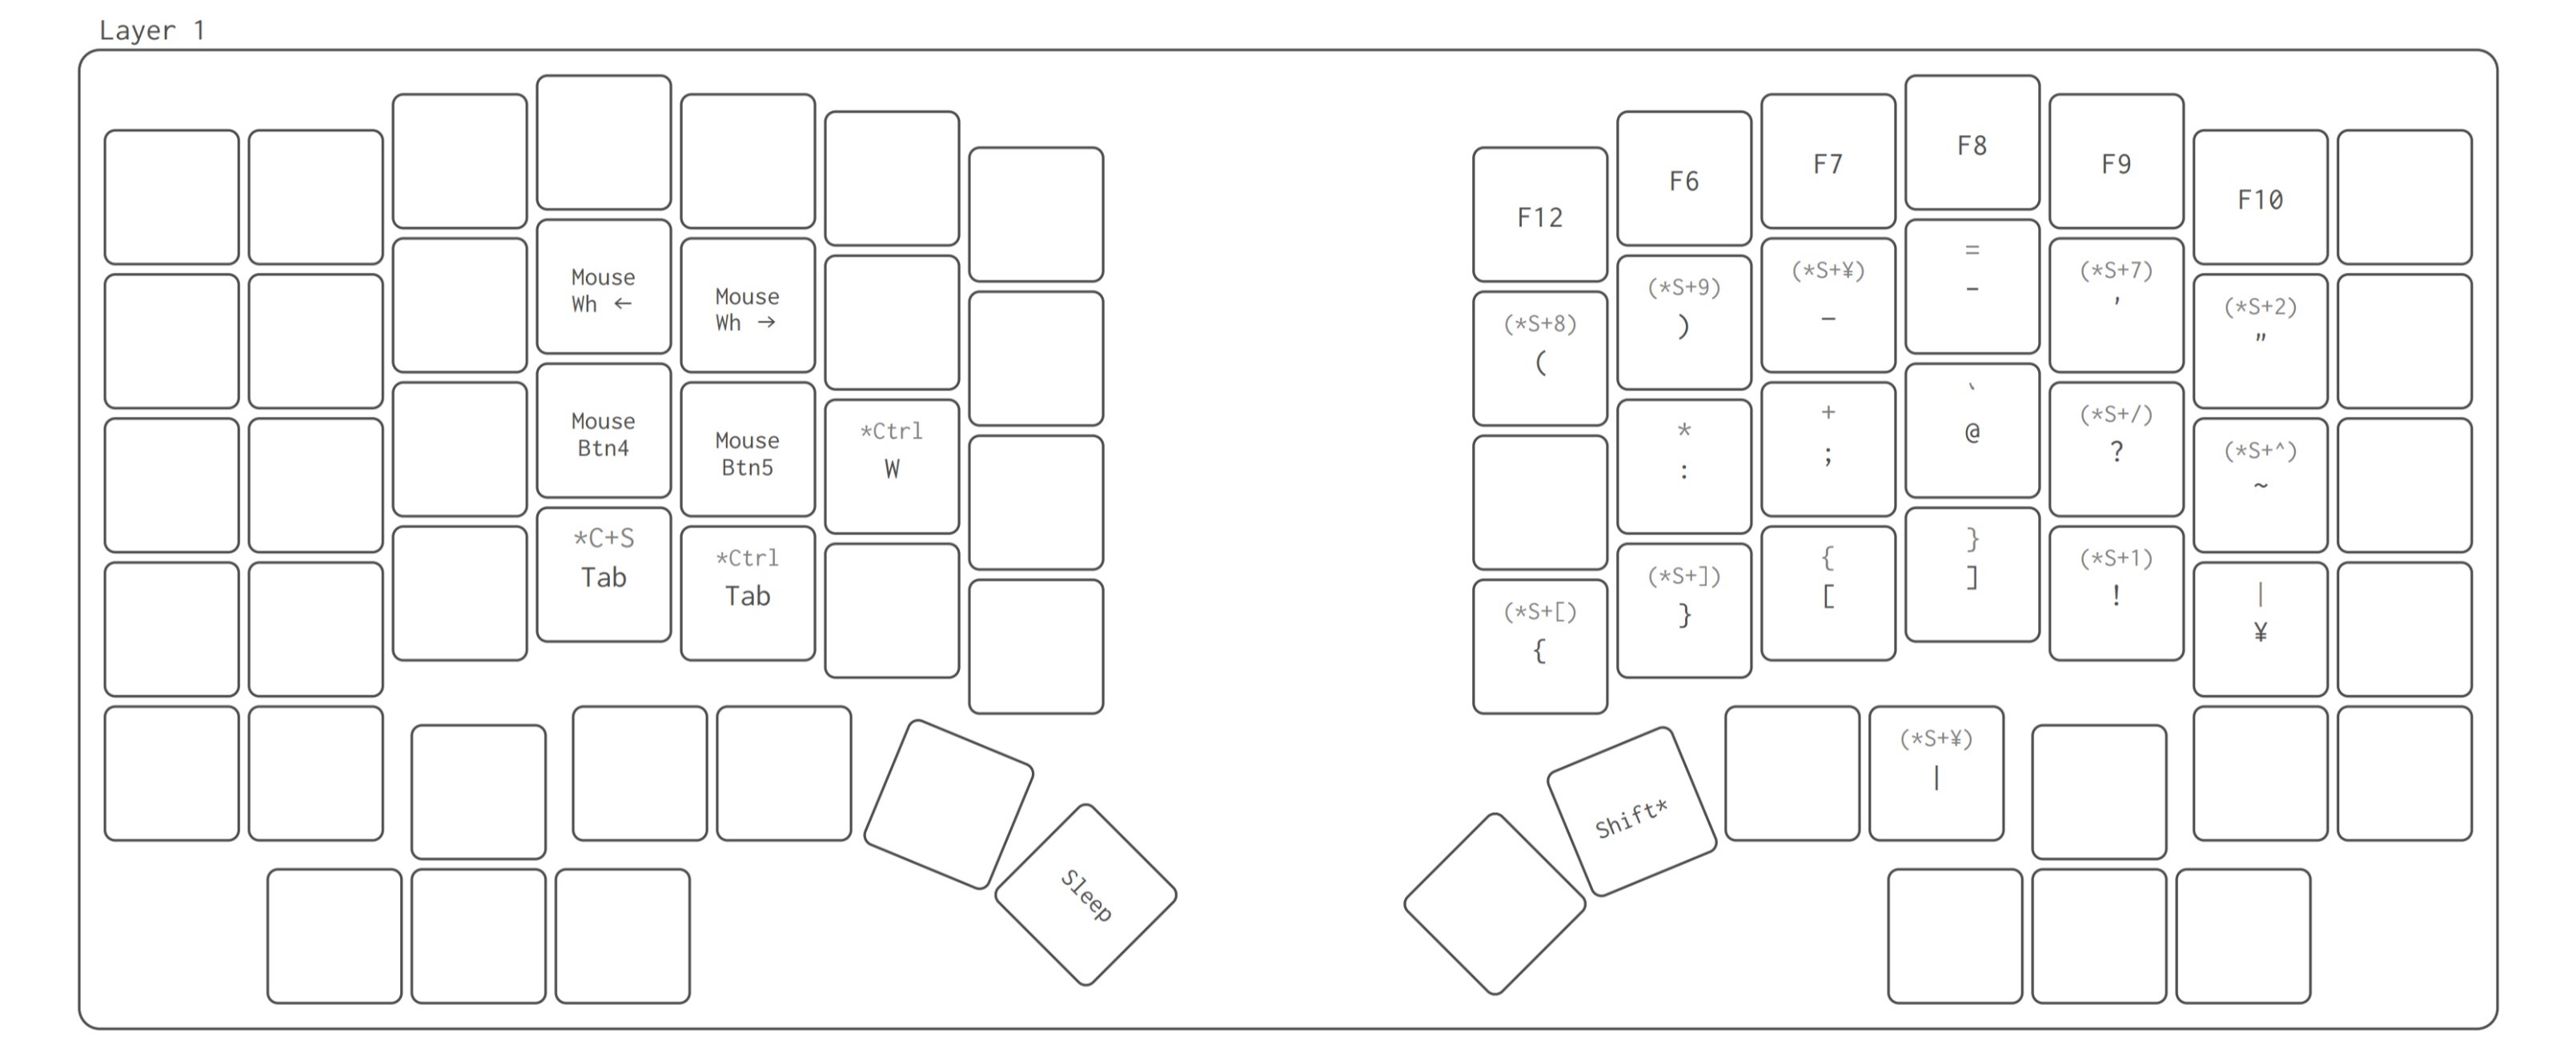 Layer 1
Mouse
Wh ←
Mouse
Wh →
Mouse
Btn4
Mouse
Btn5
*Ctrl
W
*C+S
Tab
*Ctrl
Tab
Sleep
F12
F6
F7
F8
F9
F10
(*S+8)
(
(*S+9)
)
(*S+¥)
_
=
-
(*S+7)
'
(*S+2)
"
*
:
+
;
`
@
(*S+/)
?
(*S+^)
~
(*S+[)
{
(*S+])
}
{
[
}
]
(*S+1)
!
|
¥
Shift*
(*S+¥)
|